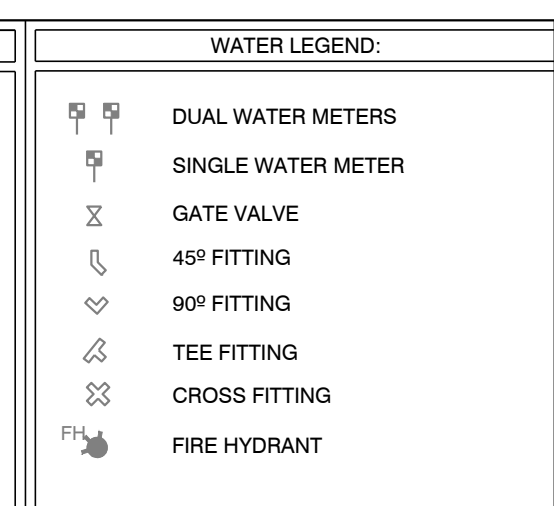 WATER LEGEND:
DUAL WATER METERS
SINGLE WATER METER
GATE VALVE
45º FITTING
90º FITTING
TEE FITTING
CROSS FITTING
FH FIRE HYDRANT